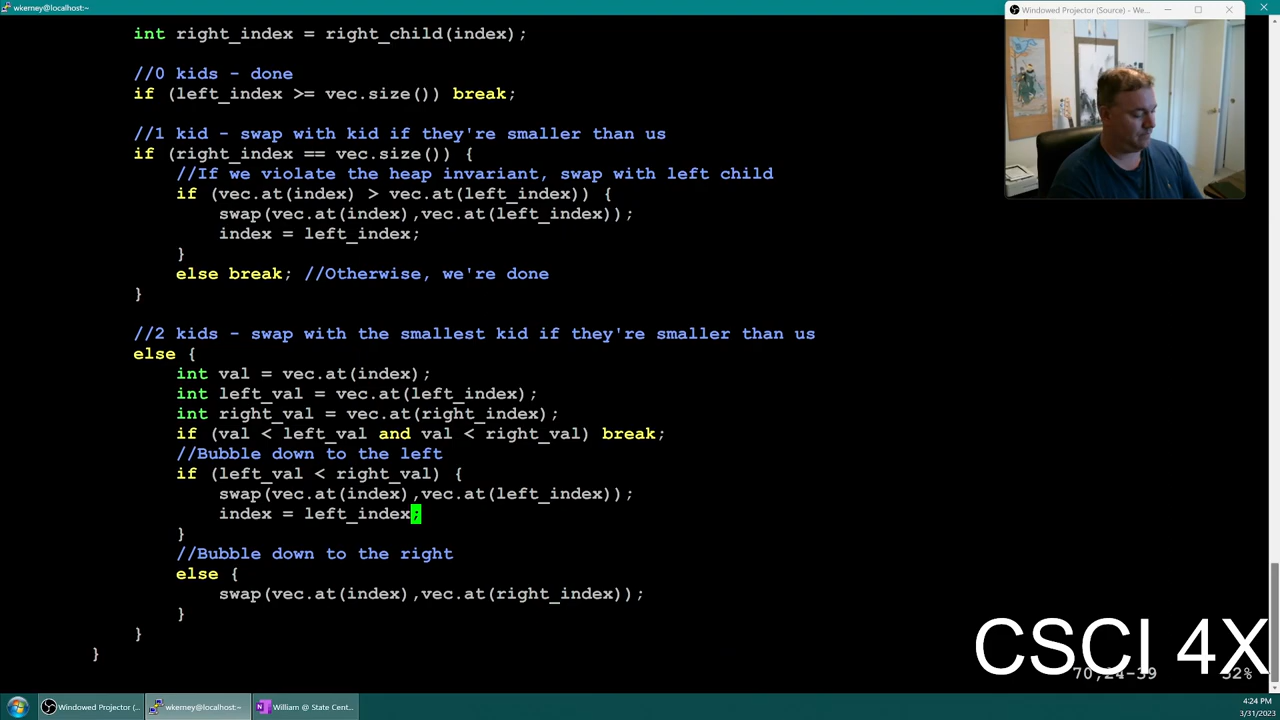 wkerney@localhost:~
Windowed Projector (Source) - We...
int right_index = right_child(index);
//0 kids - done
if (left_index >= vec.size()) break;
//1 kid - swap with kid if they're smaller than us
if (right_index == vec.size()) {
//If we violate the heap invariant, swap with left child
if (vec.at(index) > vec.at(left_index)) {
swap(vec.at(index),vec.at(left_index));
index = left_index;
}
else break; //Otherwise, we're done
}
//2 kids - swap with the smallest kid if they're smaller than us
else {
int val = vec.at(index);
int left_val = vec.at(left_index);
int right_val = vec.at(right_index);
if (val < left_val and val < right_val) break;
//Bubble down to the left
if (left_val < right_val) {
swap(vec.at(index),vec.at(left_index));
index = left_index;
}
//Bubble down to the right
else {
swap(vec.at(index),vec.at(right_index));
}
}
}
CSCI 4X
70,24-39 52%
Windowed Projector (...
wkerney@localhost:~
William @ State Cent...
4:24 PM
3/31/2023